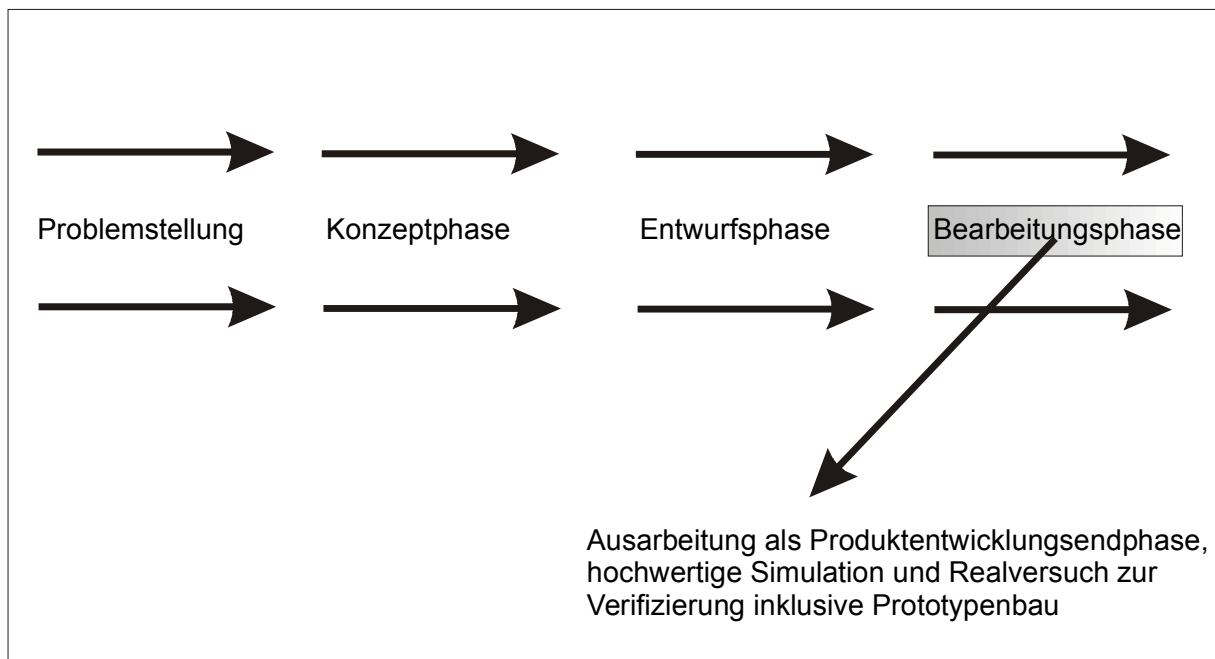 Problemstellung
Konzeptphase
Entwurfsphase
Bearbeitungsphase
Ausarbeitung als Produktentwicklungsendphase,
hochwertige Simulation und Realversuch zur
Verifizierung inklusive Prototypenbau